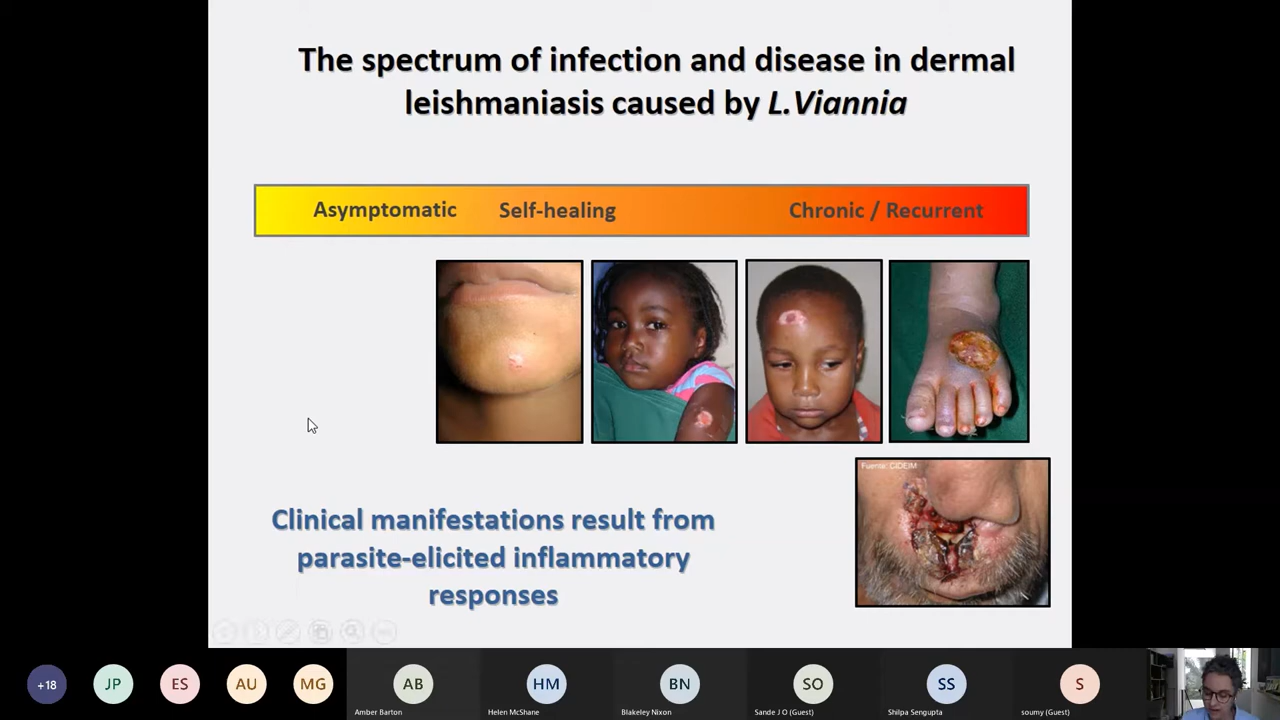 The spectrum of infection and disease in dermal
leishmaniasis caused by L.Viannia
Asymptomatic Self-healing Chronic / Recurrent
Fuente: CIDEIM
Clinical manifestations result from
parasite-elicited inflammatory
responses
+18 JP ES AU MG AB HM BN SO SS S
Amber Barton Helen McShane Blakeley Nixon Sande J O (Guest) Shilpa Sengupta soumy (Guest)